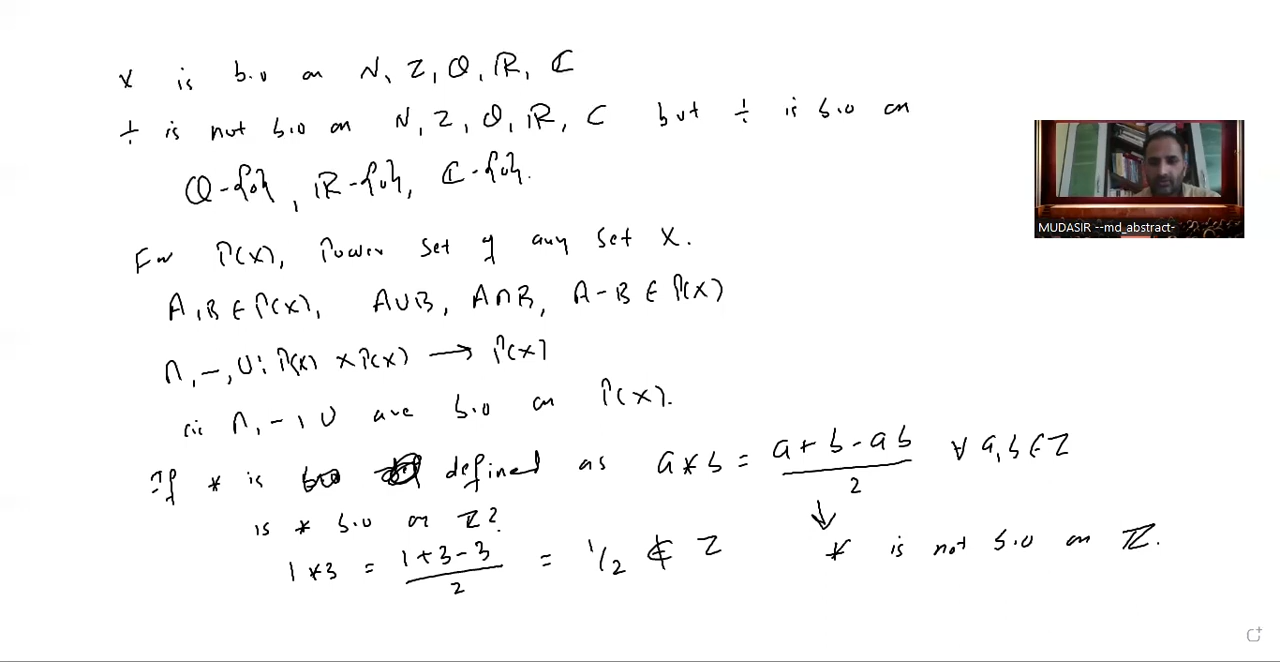 × is b.o on N, Z, Q, ℝ, ℂ
÷ is not b.o on N, Z, Q, ℝ, C but ÷ is b.o on
Q-{0}, ℝ-{0}, ℂ-{0}.
MUDASIR --md_abstract-
For P(X), Power set of any set X.
A,B ∈ P(X), A∪B, A∩B, A-B ∈ P(X)
∩, -, ∪: P(X) × P(X) → P(X)
∩, -, ∪ are b.o on P(X).
If * is defined as a*b = (a+b-ab)/2 ∀ a,b ∈ Z
is * b.o on ℤ?
1*3 = (1+3-3)/2 = 1/2 ∉ Z ↓ * is not b.o on ℤ.